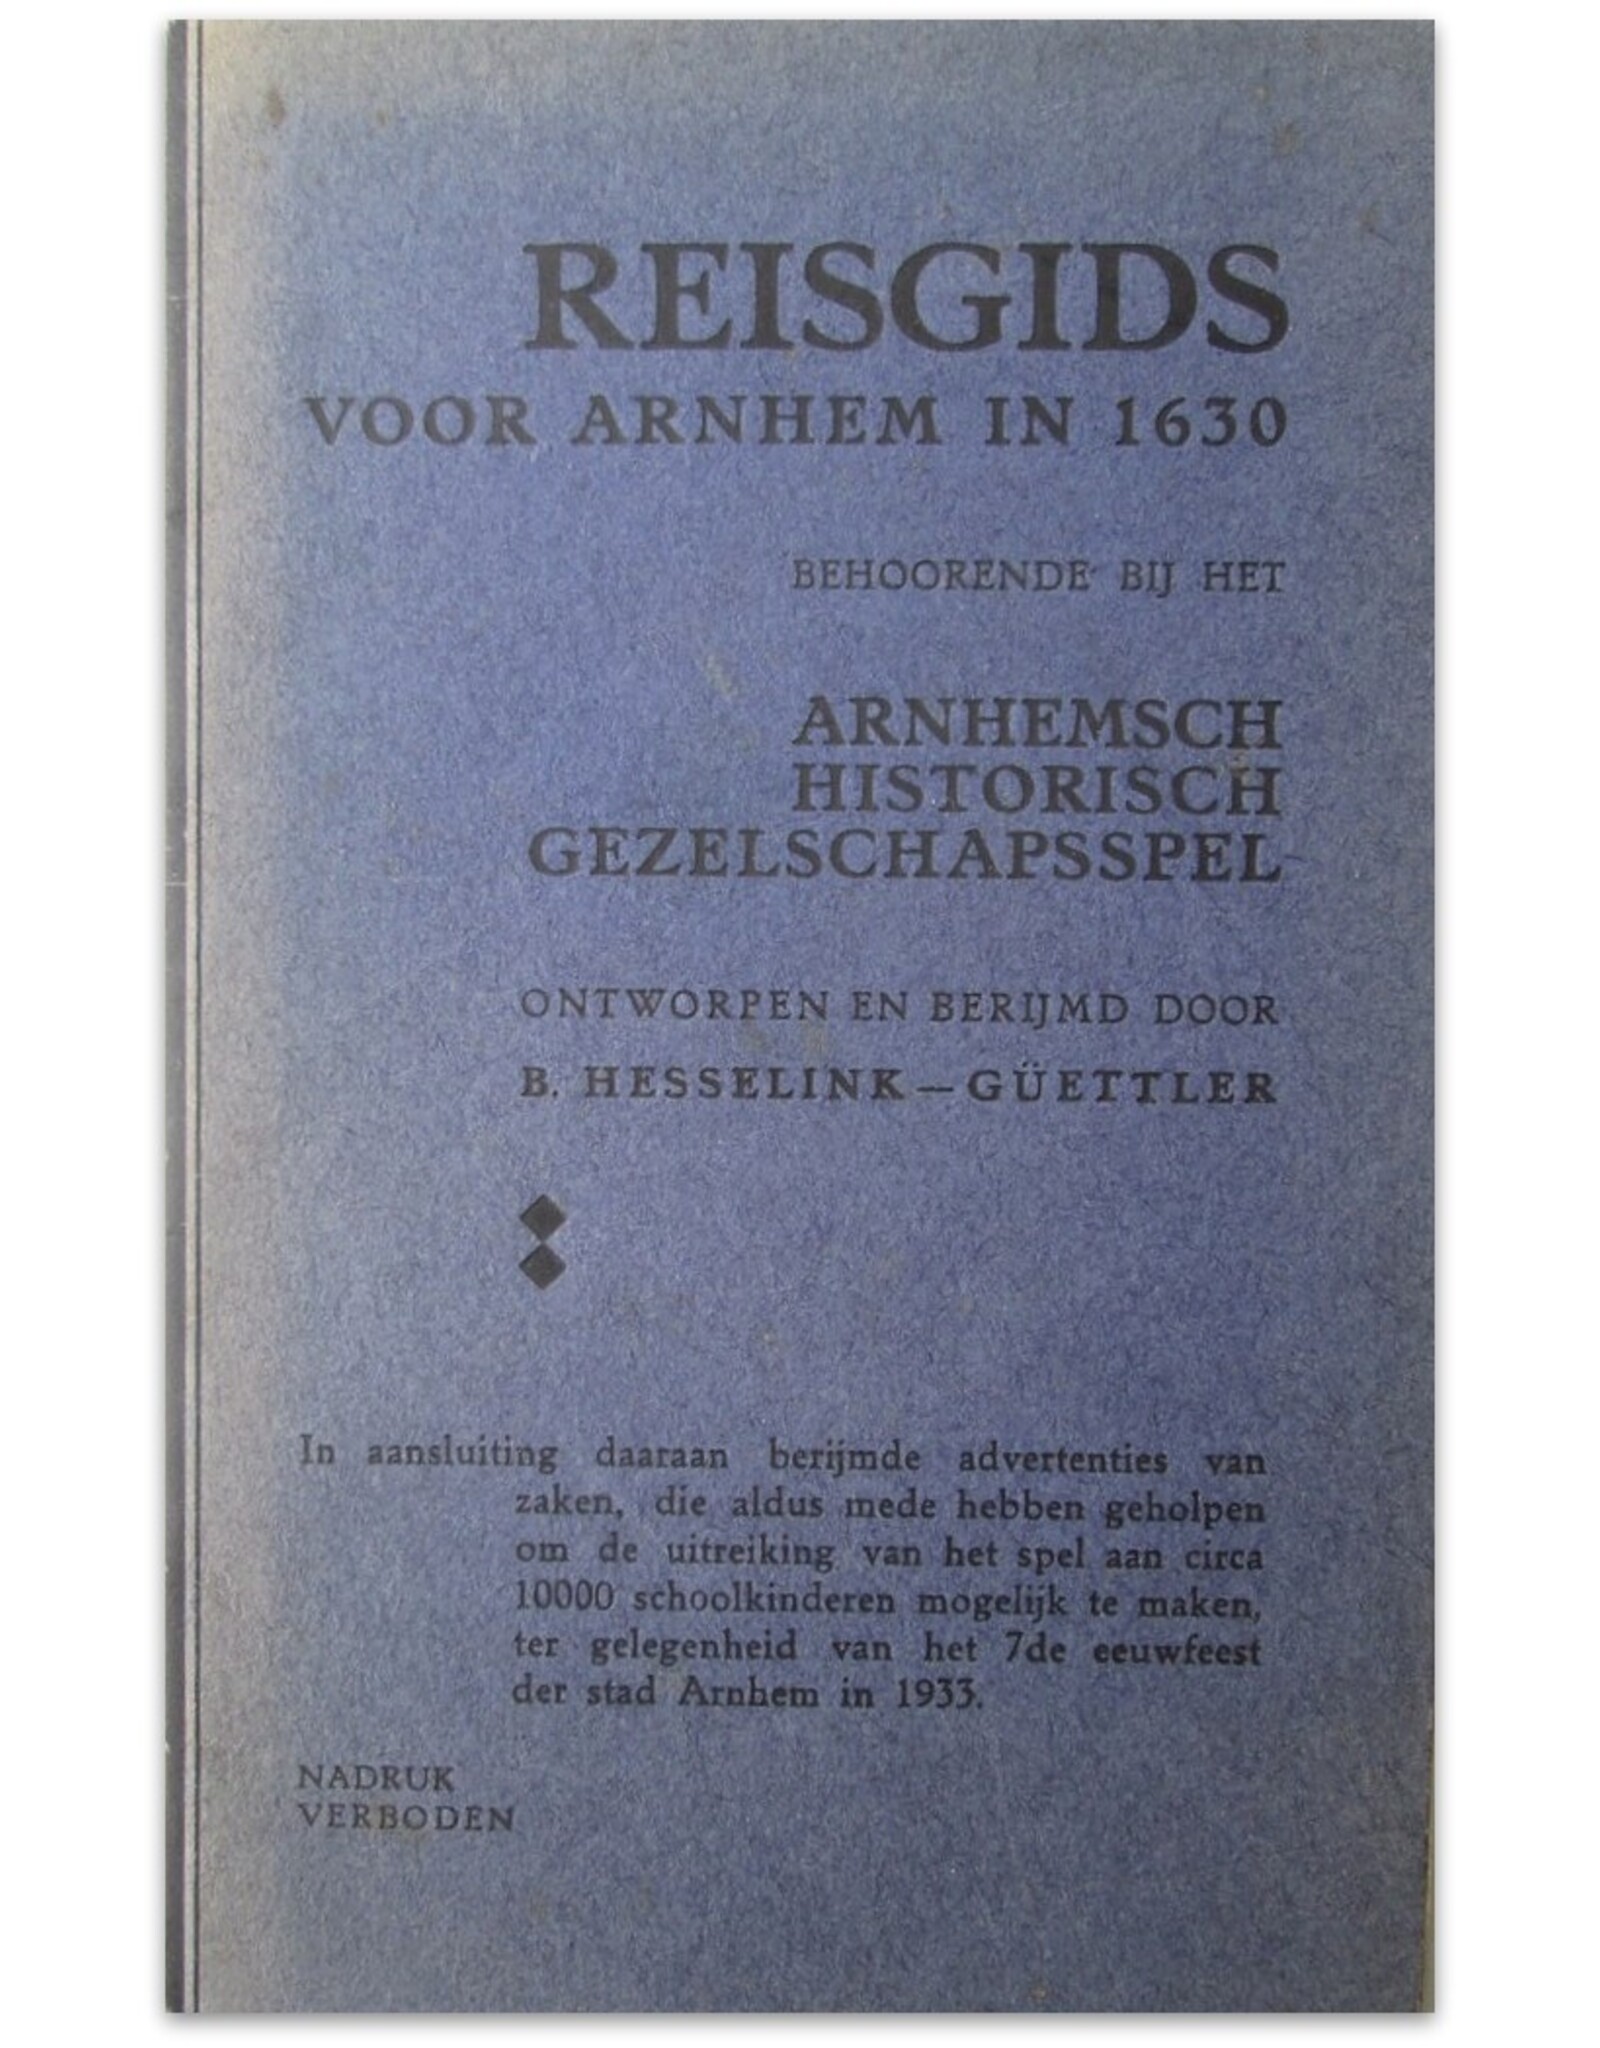 REISGIDS
VOOR ARNHEM IN 1630
BEHOORENDE BIJ HET
ARNHEMSCH
HISTORISCH
GEZELSCHAPSSPEL
ONTWORPEN EN BERIJMD DOOR
B. HESSELINK—GÜETTLER
In aansluiting daaraan berijmde advertenties van
zaken, die aldus mede hebben geholpen
om de uitreiking van het spel aan circa
10000 schoolkinderen mogelijk te maken,
ter gelegenheid van het 7de eeuwfeest
der stad Arnhem in 1933.
NADRUK
VERBODEN